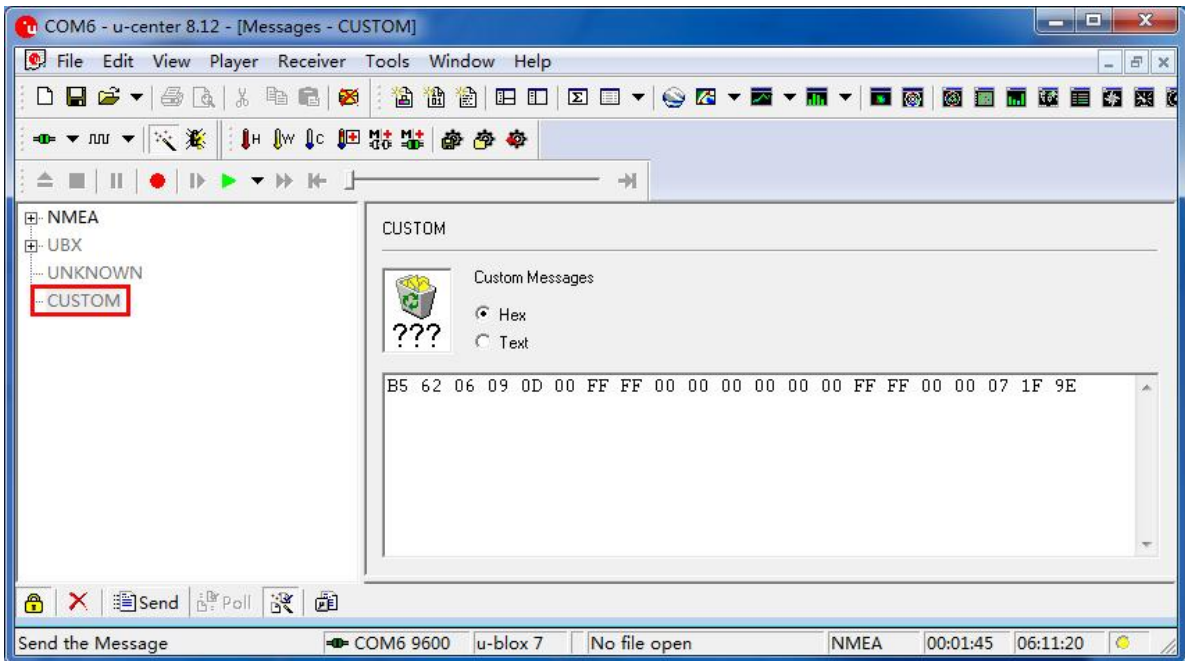 COM6 - u-center 8.12 - [Messages - CUSTOM]
File Edit View Player Receiver Tools Window Help
NMEA
UBX
UNKNOWN
CUSTOM
CUSTOM
Custom Messages
Hex
Text
???
B5 62 06 09 0D 00 FF FF 00 00 00 00 00 00 FF FF 00 00 07 1F 9E
Send Poll
Send the Message COM6 9600 u-blox 7 No file open NMEA 00:01:45 06:11:20